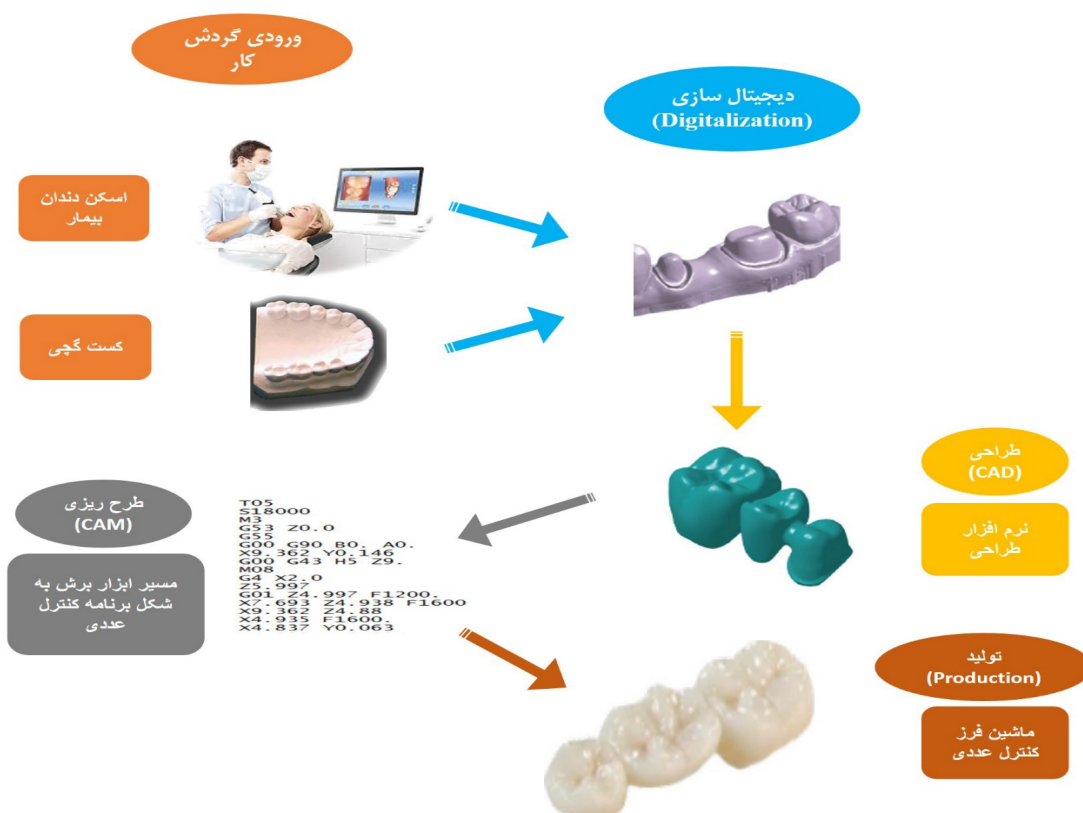 ورودی گردش
کار
دیجیتال سازی
(Digitalization)
اسکن دندان
بیمار
کست گچی
طراحی
(CAD)
نرم افزار
طراحی
طرح ریزی
(CAM)
مسیر ابزار برش به
شکل برنامه کنترل
عددی
T05
S18000
M3
G53 Z0.0
G55
G00 G90 B0. A0.
X9.362 Y0.146
G00 G43 H5 Z9.
M08
G4 X2.0
Z5.997
G01 Z4.997 F1200.
X7.693 Z4.938 F1600
X9.362 Z4.88
X4.935 F1600.
X4.837 Y0.063
تولید
(Production)
ماشین فرز
کنترل عددی